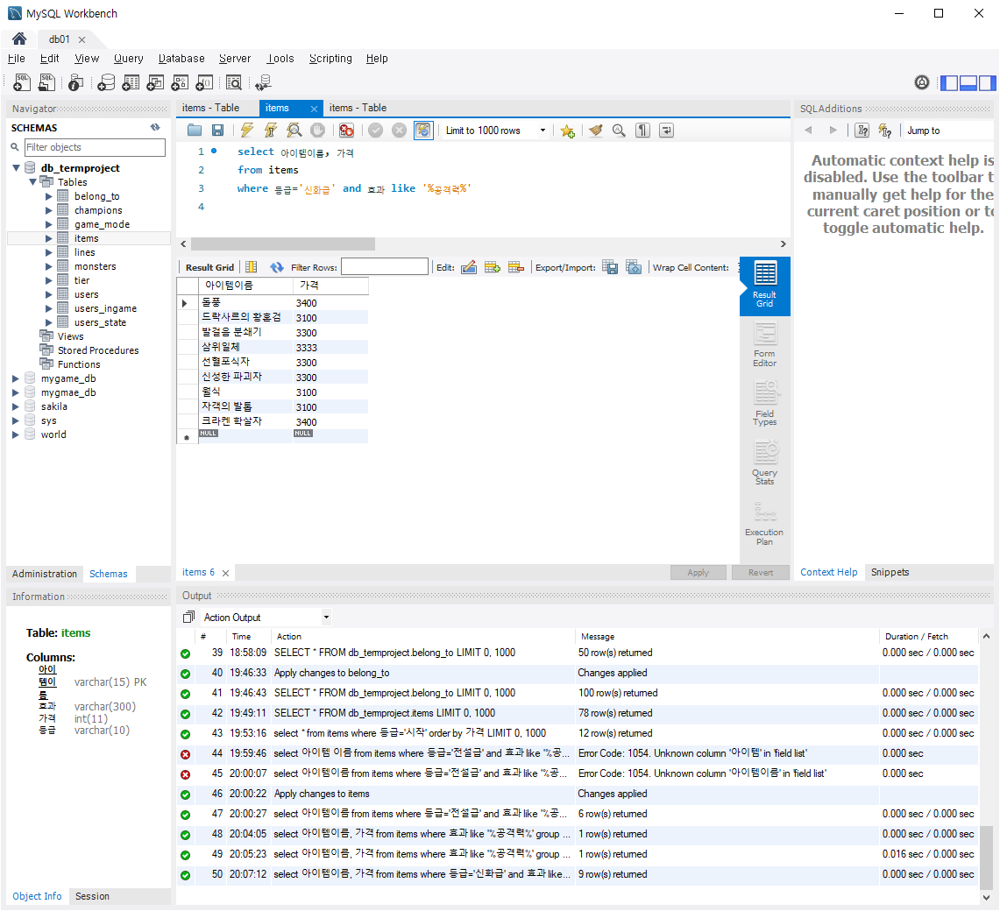 MySQL Workbench
db01
File Edit View Query Database Server Tools Scripting Help
Navigator
SCHEMAS
Filter objects
db_termproject
Tables
belong_to
champions
game_mode
items
lines
monsters
tier
users
users_ingame
users_state
Views
Stored Procedures
Functions
mygame_db
mygmae_db
sakila
sys
world
Administration Schemas
Information
Table: items
Columns:
아이
템이
름 varchar(15) PK
효과 varchar(300)
가격 int(11)
등급 varchar(10)
Object Info Session
items - Table items items - Table
Limit to 1000 rows
1 select 아이템이름, 가격
2 from items
3 where 등급='신화급' and 효과 like '%공격력%'
4
Result Grid Filter Rows: Edit: Export/Import: Wrap Cell Content:
아이템이름 가격
돌풍 3400
드락사르의 황혼검 3100
발걸음 분쇄기 3300
삼위일체 3333
선혈포식자 3300
신성한 파괴자 3300
월식 3100
자객의 발톱 3100
크라켄 학살자 3400
NULL NULL
Result
Grid
Form
Editor
Field
Types
Query
Stats
Execution
Plan
items 6 Apply Revert
SQLAdditions
Jump to
Automatic context help is
disabled. Use the toolbar t
manually get help for the
current caret position or to
toggle automatic help.
Context Help Snippets
Output
Action Output
# Time Action Message Duration / Fetch
39 18:58:09 SELECT * FROM db_termproject.belong_to LIMIT 0, 1000 50 row(s) returned 0.000 sec / 0.000 sec
40 19:46:33 Apply changes to belong_to Changes applied
41 19:46:43 SELECT * FROM db_termproject.belong_to LIMIT 0, 1000 100 row(s) returned 0.000 sec / 0.000 sec
42 19:49:11 SELECT * FROM db_termproject.items LIMIT 0, 1000 78 row(s) returned 0.000 sec / 0.000 sec
43 19:53:16 select * from items where 등급='시작' order by 가격 LIMIT 0, 1000 12 row(s) returned 0.000 sec / 0.000 sec
44 19:59:46 select 아이템 이름 from items where 등급='전설급' and 효과 like '%공... Error Code: 1054. Unknown column '아이템' in 'field list' 0.000 sec
45 20:00:07 select 아이템이름 from items where 등급='전설급' and 효과 like '%공... Error Code: 1054. Unknown column '아이템이름' in 'field list' 0.000 sec
46 20:00:22 Apply changes to items Changes applied
47 20:00:27 select 아이템이름 from items where 등급='전설급' and 효과 like '%공... 6 row(s) returned 0.000 sec / 0.000 sec
48 20:04:05 select 아이템이름, 가격 from items where 효과 like '%공격력%' group ... 1 row(s) returned 0.000 sec / 0.000 sec
49 20:05:23 select 아이템이름, 가격 from items where 효과 like '%공격력%' group ... 1 row(s) returned 0.016 sec / 0.000 sec
50 20:07:12 select 아이템이름, 가격 from items where 등급='신화급' and 효과 like... 9 row(s) returned 0.000 sec / 0.000 sec